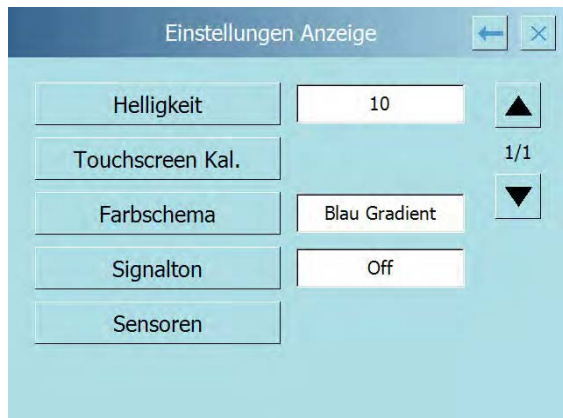 Einstellungen Anzeige
Helligkeit 10
Touchscreen Kal. 1/1
Farbschema Blau Gradient
Signalton Off
Sensoren